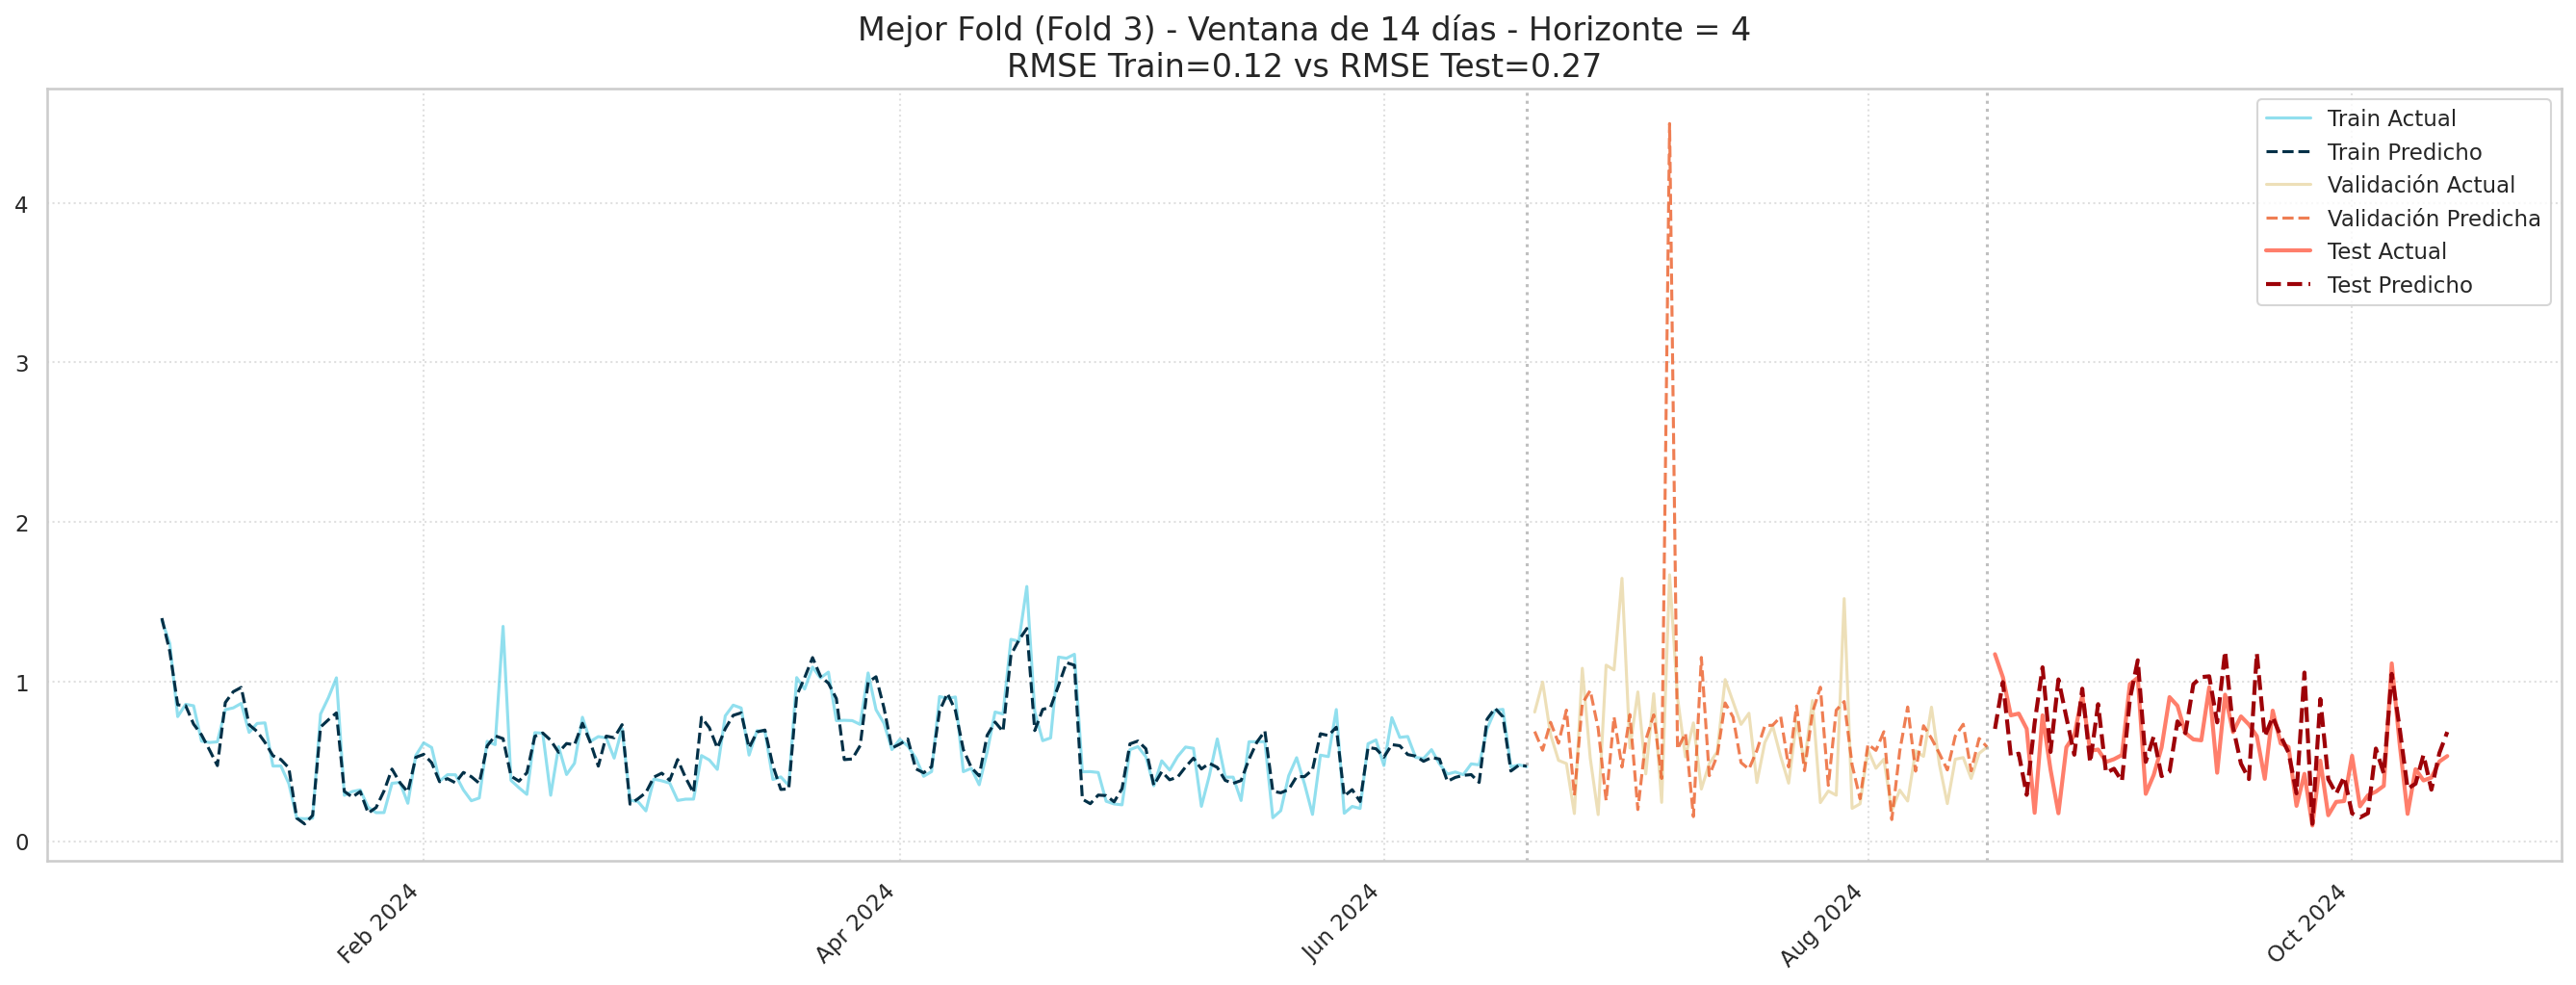 Mejor Fold (Fold 3) - Ventana de 14 días - Horizonte = 4
RMSE Train=0.12 vs RMSE Test=0.27
Train Actual
Train Predicho
Validación Actual
Validación Predicha
Test Actual
Test Predicho
4
3
2
1
0
Feb 2024
Apr 2024
Jun 2024
Aug 2024
Oct 2024